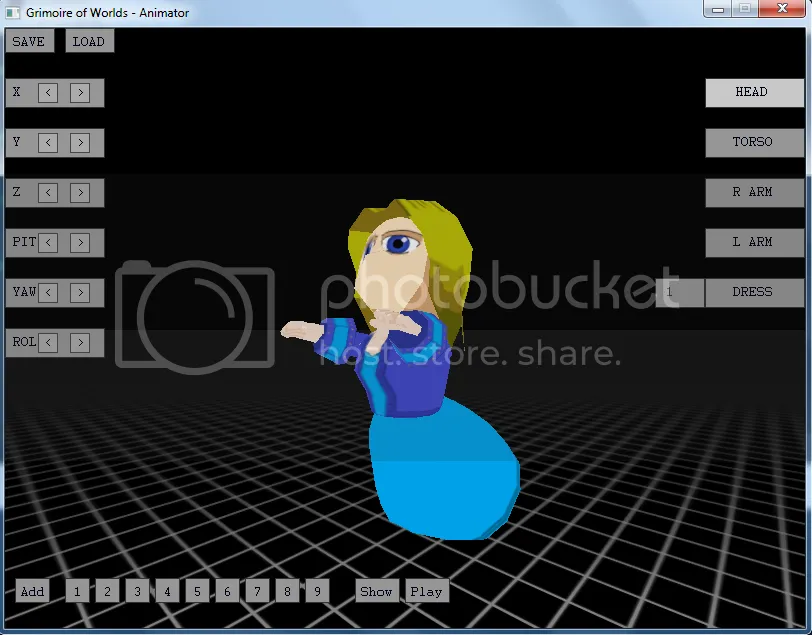 Grimoire of Worlds - Animator
SAVE LOAD
X < > HEAD
Y < > TORSO
Z < > R ARM
PIT < > L ARM
photobucket
YAW < > 1 DRESS
ROL < >
host. store. share.
Add 1 2 3 4 5 6 7 8 9 Show Play